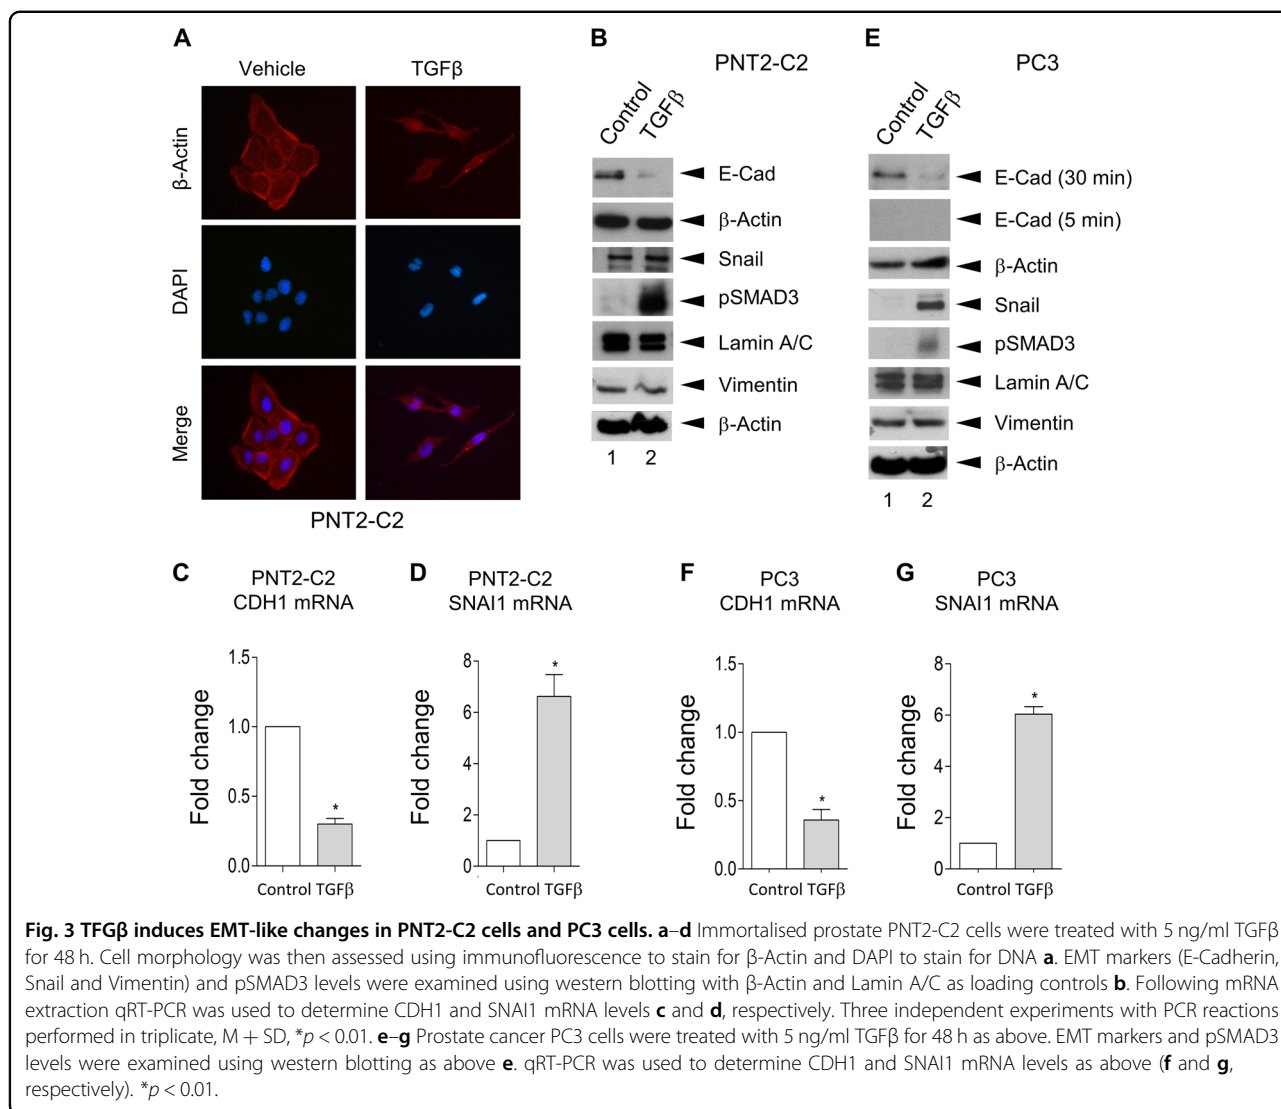 A
Vehicle
TGFβ
β-Actin
DAPI
Merge
PNT2-C2
B
PNT2-C2
Control
TGFβ
E-Cad
β-Actin
Snail
pSMAD3
Lamin A/C
Vimentin
β-Actin
1 2
E
PC3
Control
TGFβ
E-Cad (30 min)
E-Cad (5 min)
β-Actin
Snail
pSMAD3
Lamin A/C
Vimentin
β-Actin
1 2
C
PNT2-C2
CDH1 mRNA
Fold change
1.5
1.0
0.5
0.0
*
Control TGFβ
D
PNT2-C2
SNAI1 mRNA
Fold change
8
6
4
2
0
*
Control TGFβ
F
PC3
CDH1 mRNA
Fold change
1.5
1.0
0.5
0.0
*
Control TGFβ
G
PC3
SNAI1 mRNA
Fold change
8
6
4
2
0
*
Control TGFβ
Fig. 3 TFGβ induces EMT-like changes in PNT2-C2 cells and PC3 cells. a–d Immortalised prostate PNT2-C2 cells were treated with 5 ng/ml TGFβ
for 48 h. Cell morphology was then assessed using immunofluorescence to stain for β-Actin and DAPI to stain for DNA a. EMT markers (E-Cadherin,
Snail and Vimentin) and pSMAD3 levels were examined using western blotting with β-Actin and Lamin A/C as loading controls b. Following mRNA
extraction qRT-PCR was used to determine CDH1 and SNAI1 mRNA levels c and d, respectively. Three independent experiments with PCR reactions
performed in triplicate, M + SD, *p < 0.01. e–g Prostate cancer PC3 cells were treated with 5 ng/ml TGFβ for 48 h as above. EMT markers and pSMAD3
levels were examined using western blotting as above e. qRT-PCR was used to determine CDH1 and SNAI1 mRNA levels as above (f and g,
respectively). *p < 0.01.